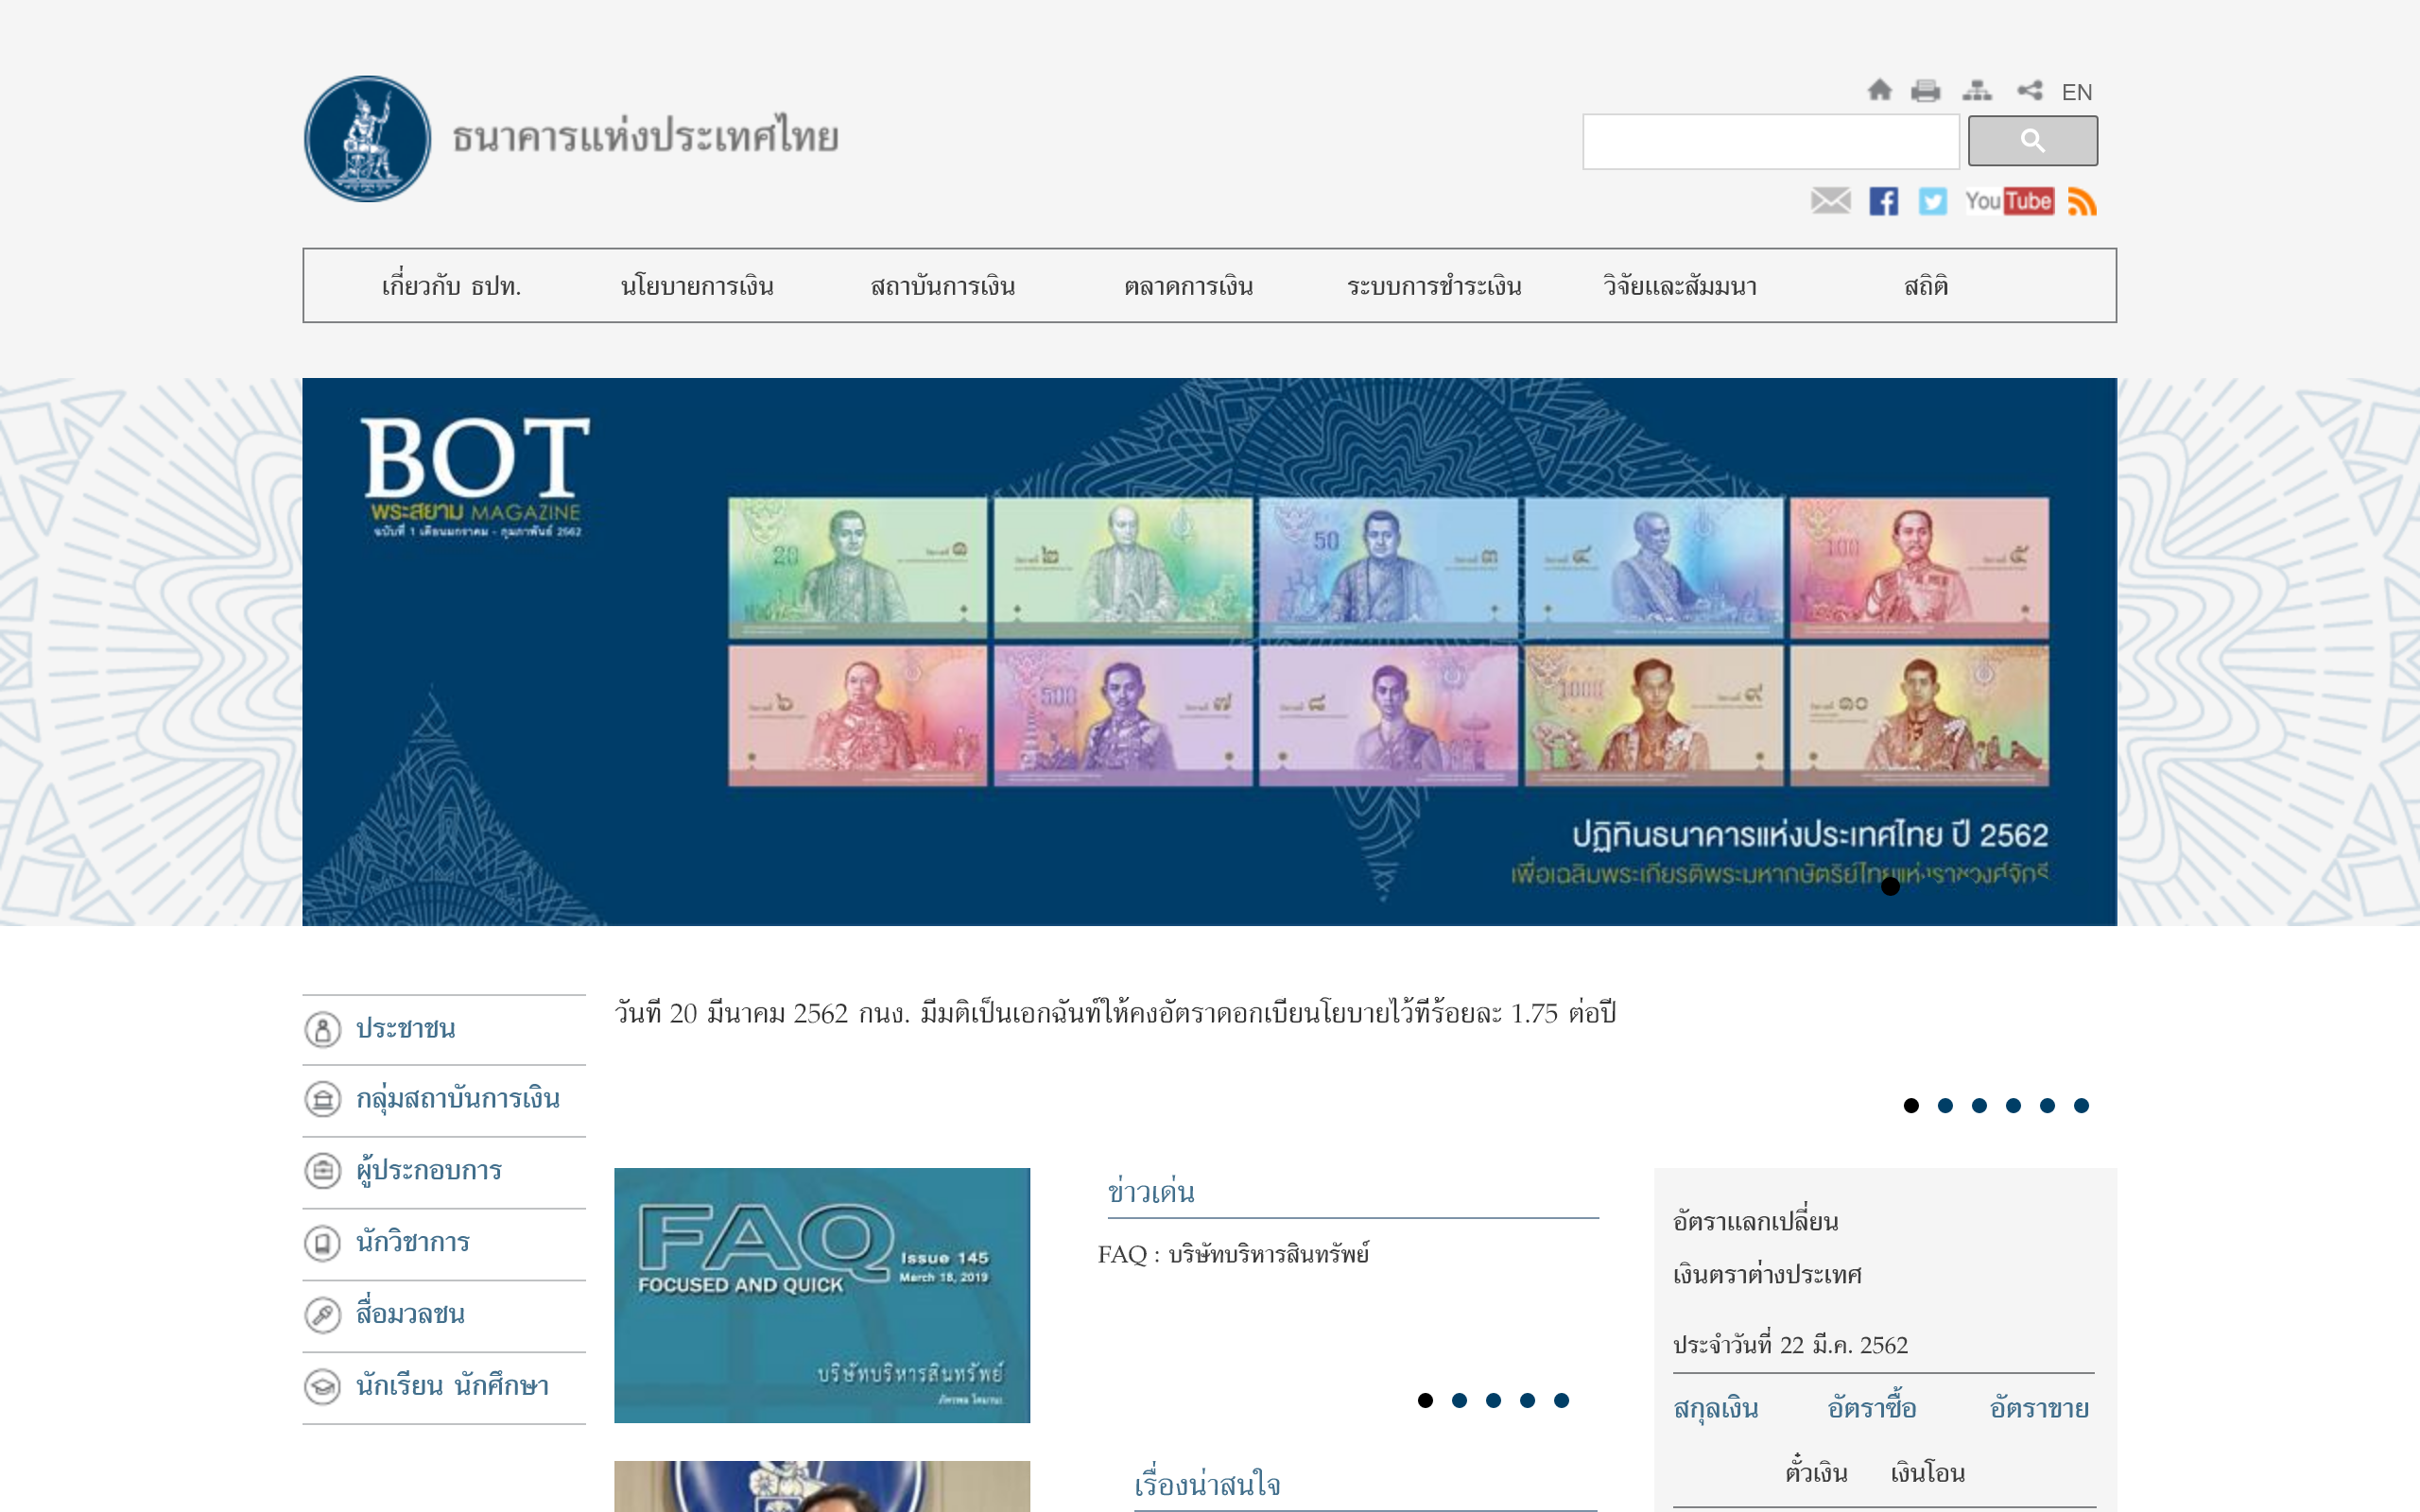 ธนาคารแห่งประเทศไทย
EN
You Tube
เกี่ยวกับ ธปท. นโยบายการเงิน สถาบันการเงิน ตลาดการเงิน ระบบการชำระเงิน วิจัยและสัมมนา สถิติ
BOT
พระสยาม MAGAZINE
ฉบับที่ 1 เดือนมกราคม - กุมภาพันธ์ 2562
20 ๑ ๒ 50 ๓ ๔ 100 ๕
๖ 500 ๗ ๘ 1000 ๙ ๑๐
ปฏิทินธนาคารแห่งประเทศไทย ปี 2562
เพื่อเฉลิมพระเกียรติพระมหากษัตริย์ไทยแห่งราชวงศ์จักรี
ประชาชน
กลุ่มสถาบันการเงิน
ผู้ประกอบการ
นักวิชาการ
สื่อมวลชน
นักเรียน นักศึกษา
วันที่ 20 มีนาคม 2562 กนง. มีมติเป็นเอกฉันท์ให้คงอัตราดอกเบี้ยนโยบายไว้ที่ร้อยละ 1.75 ต่อปี
FAQ
Issue 145
March 18, 2019
FOCUSED AND QUICK
บริษัทบริหารสินทรัพย์
ข่าวเด่น
FAQ : บริษัทบริหารสินทรัพย์
เรื่องน่าสนใจ
อัตราแลกเปลี่ยน
เงินตราต่างประเทศ
ประจำวันที่ 22 มี.ค. 2562
สกุลเงิน อัตราซื้อ อัตราขาย
ตั๋วเงิน เงินโอน